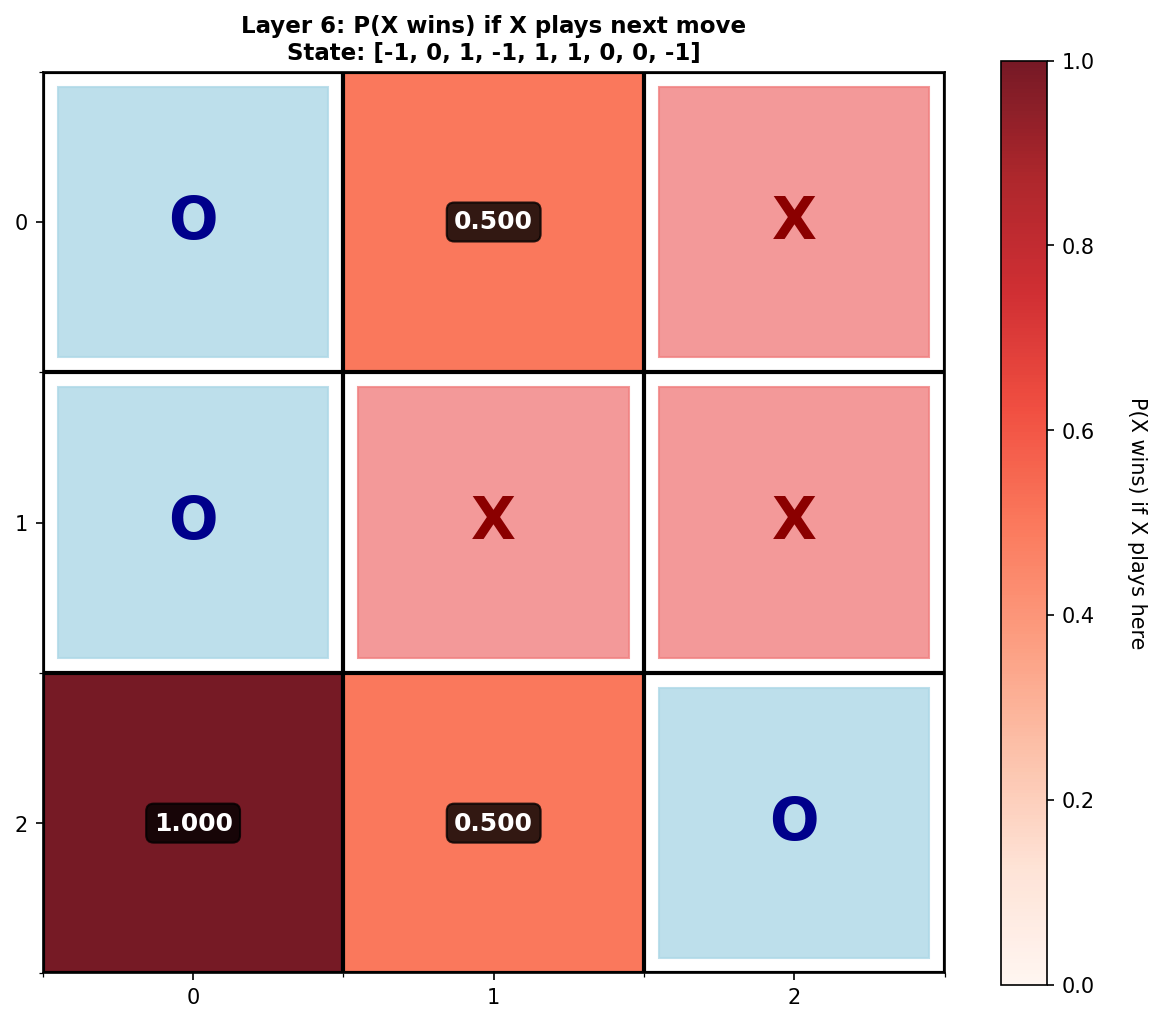 Layer 6: P(X wins) if X plays next move
State: [-1, 0, 1, -1, 1, 1, 0, 0, -1]
O
0.500
X
O
X
X
1.000
0.500
O
0
1
2
0
1
2
1.0
0.8
0.6
0.4
0.2
0.0
P(X wins) if X plays here